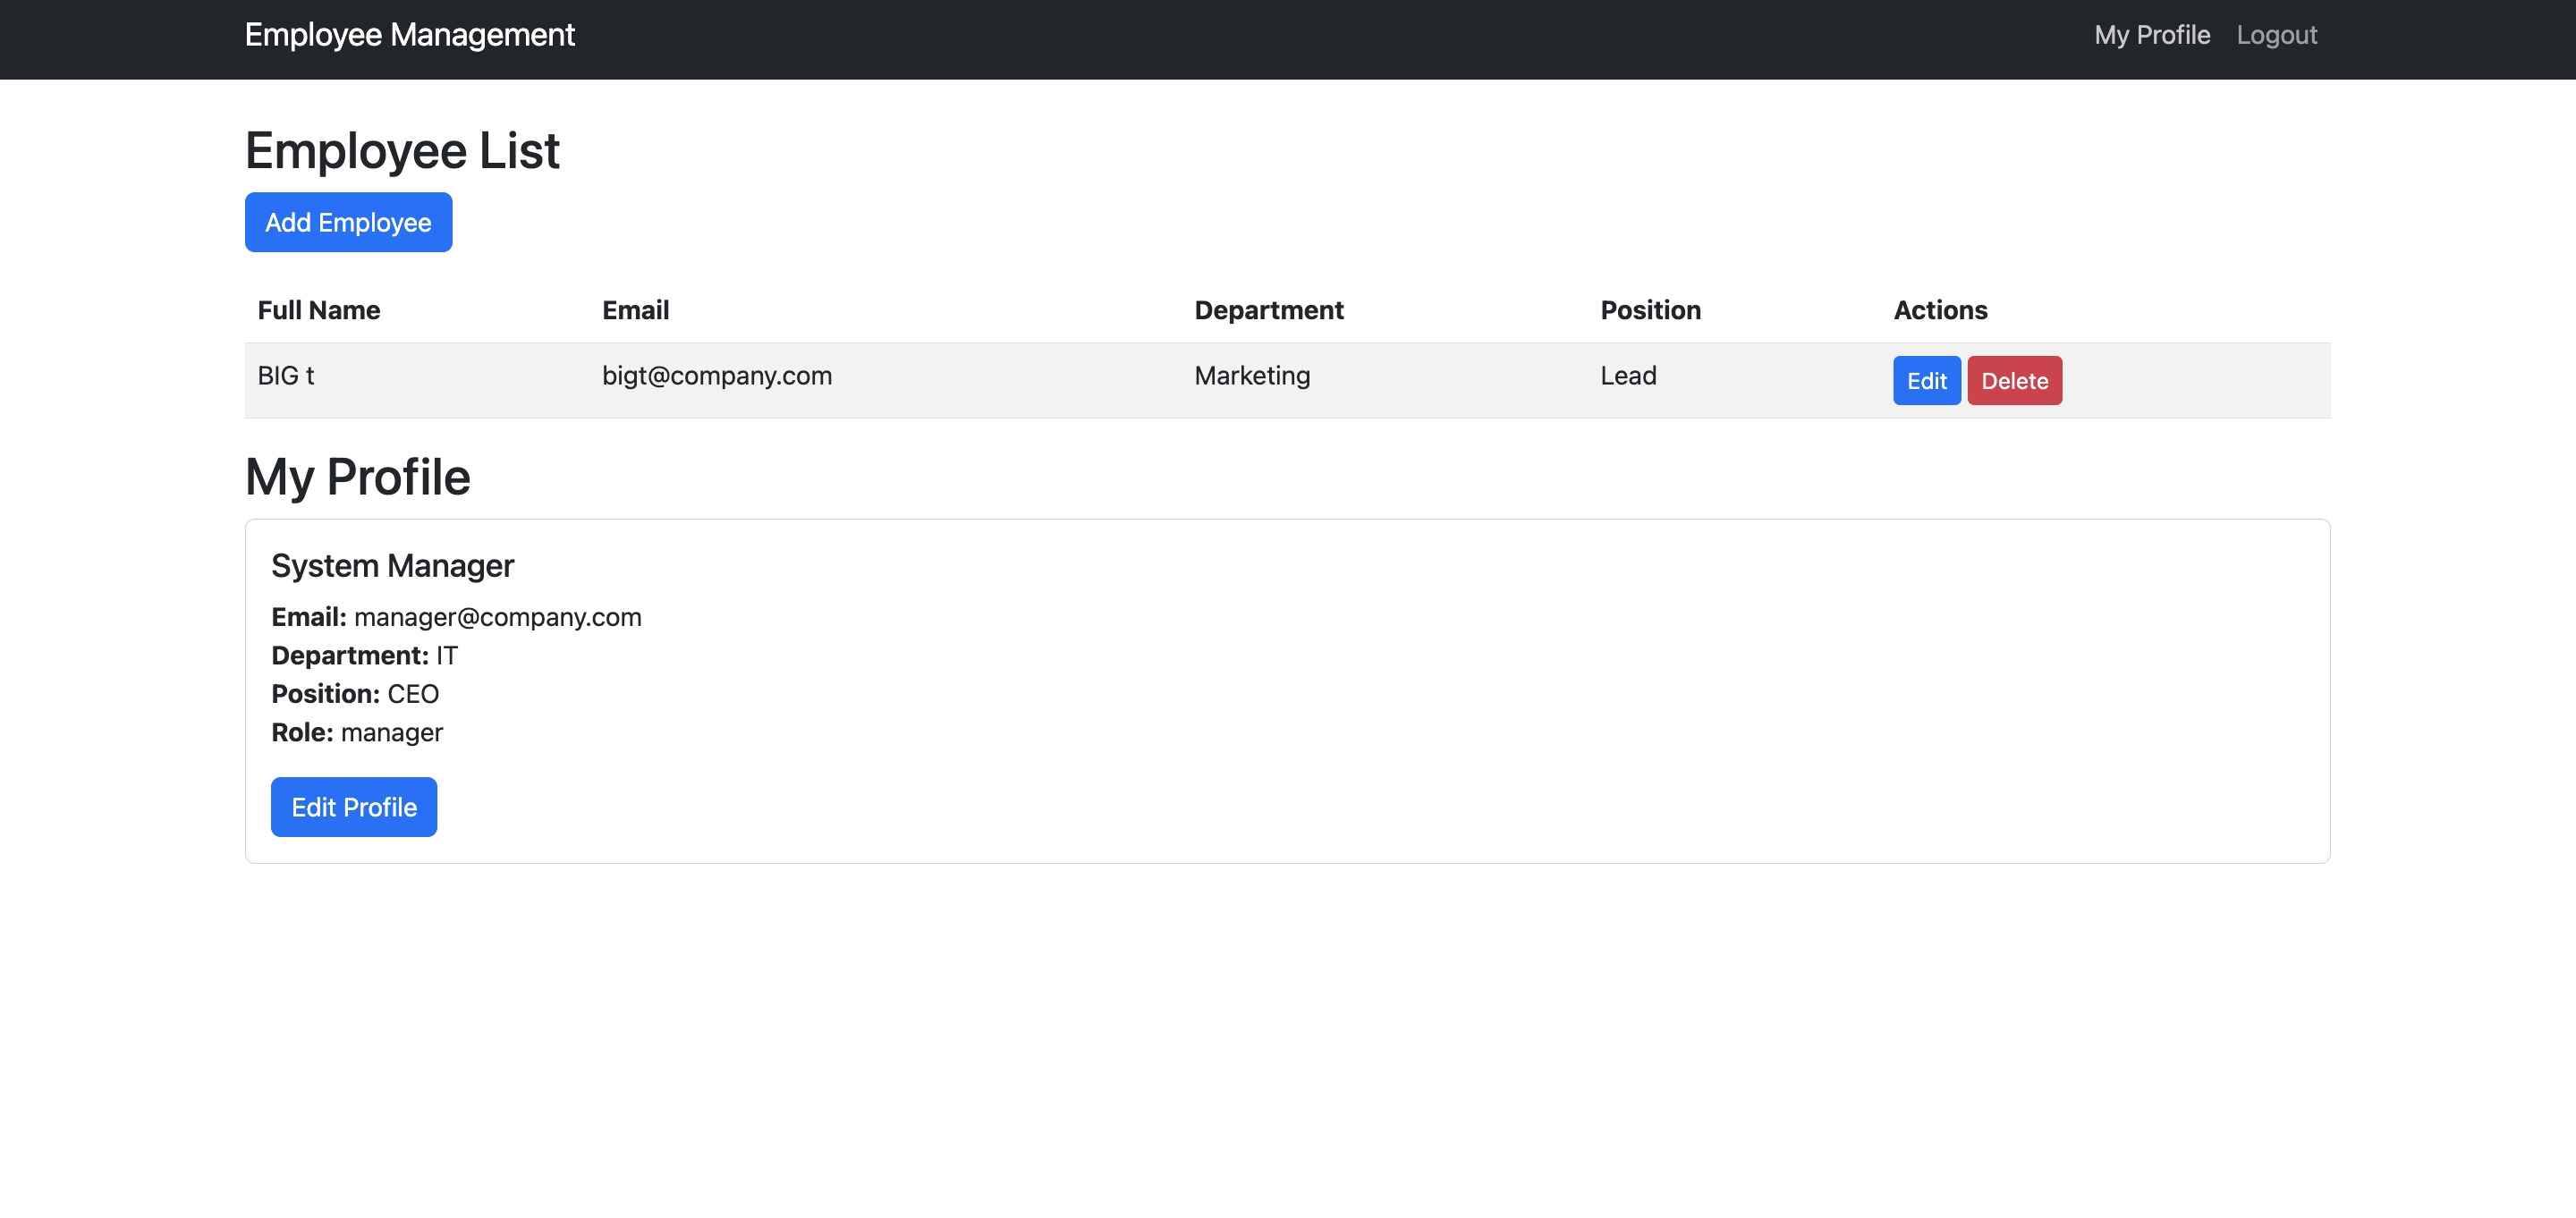 Employee Management My Profile Logout
Employee List
Add Employee
Full Name Email Department Position Actions
BIG t bigt@company.com Marketing Lead Edit Delete
My Profile
System Manager
Email: manager@company.com
Department: IT
Position: CEO
Role: manager
Edit Profile